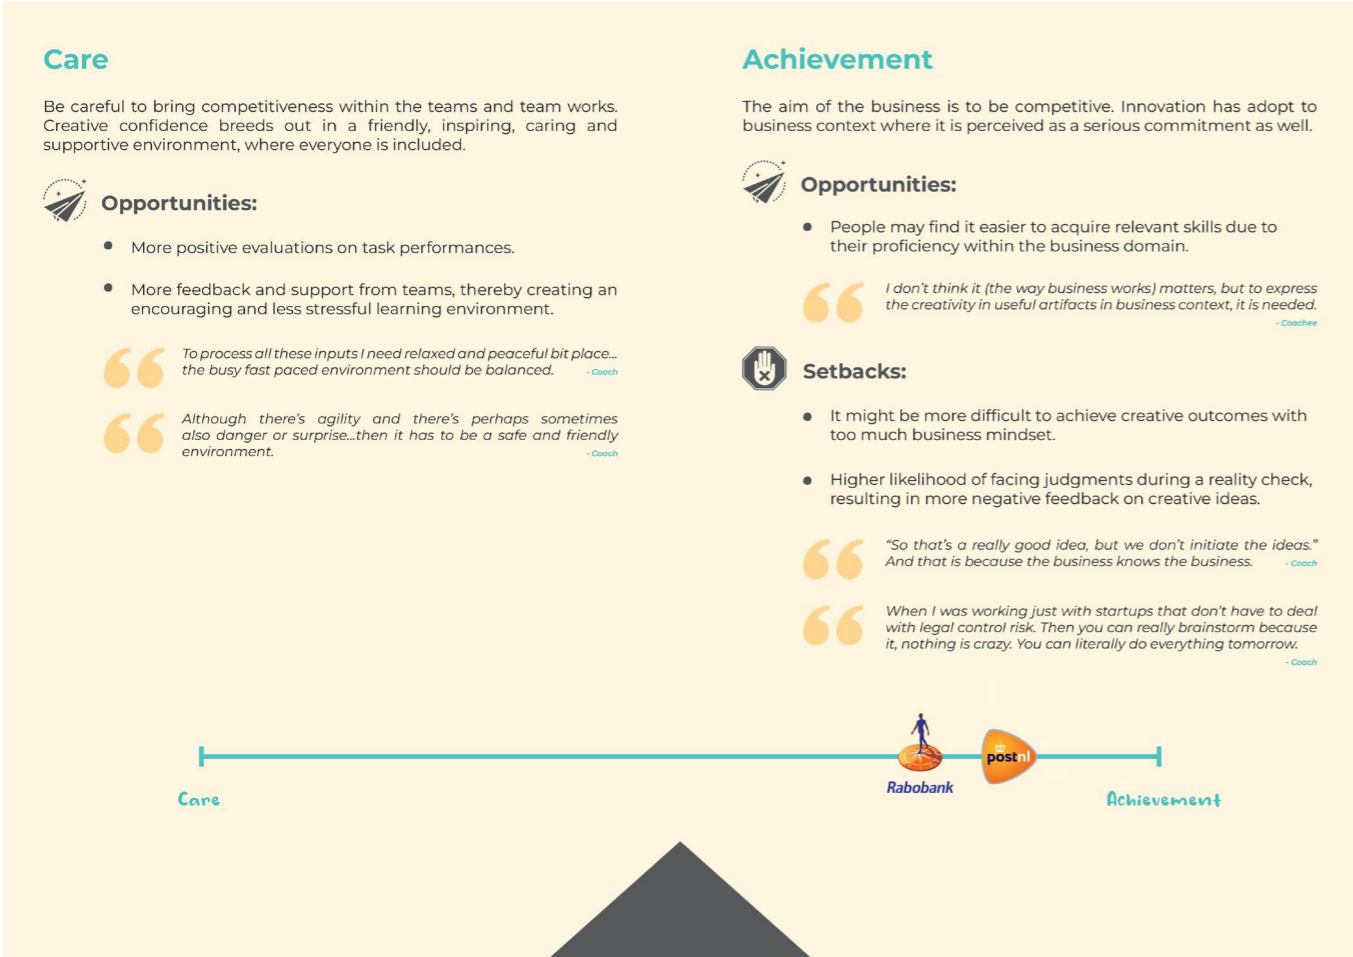 Care
Be careful to bring competitiveness within the teams and team works.
Creative confidence breeds out in a friendly, inspiring, caring and
supportive environment, where everyone is included.
Opportunities:
• More positive evaluations on task performances.
• More feedback and support from teams, thereby creating an
encouraging and less stressful learning environment.
To process all these inputs I need relaxed and peaceful bit place...
the busy fast paced environment should be balanced. - Coach
Although there's agility and there's perhaps sometimes
also danger or surprise...then it has to be a safe and friendly
environment. - Coach
Achievement
The aim of the business is to be competitive. Innovation has adopt to
business context where it is perceived as a serious commitment as well.
Opportunities:
• People may find it easier to acquire relevant skills due to
their proficiency within the business domain.
I don't think it (the way business works) matters, but to express
the creativity in useful artifacts in business context, it is needed.
- Coachee
Setbacks:
• It might be more difficult to achieve creative outcomes with
too much business mindset.
• Higher likelihood of facing judgments during a reality check,
resulting in more negative feedback on creative ideas.
"So that's a really good idea, but we don't initiate the ideas."
And that is because the business knows the business. - Coach
When I was working just with startups that don't have to deal
with legal control risk. Then you can really brainstorm because
it, nothing is crazy. You can literally do everything tomorrow.
- Coach
postnl
Rabobank
Care
Achievement